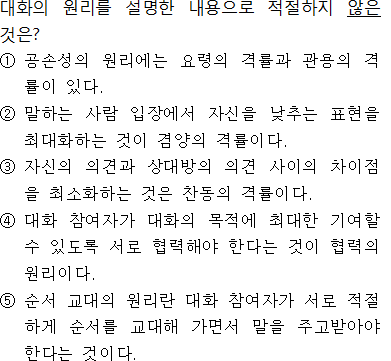 대화의 원리를 설명한 내용으로 적절하지 않은
것은?
① 공손성의 원리에는 요령의 격률과 관용의 격
률이 있다.
② 말하는 사람 입장에서 자신을 낮추는 표현을
최대화하는 것이 겸양의 격률이다.
③ 자신의 의견과 상대방의 의견 사이의 차이점
을 최소화하는 것은 찬동의 격률이다.
④ 대화 참여자가 대화의 목적에 최대한 기여할
수 있도록 서로 협력해야 한다는 것이 협력의
원리이다.
⑤ 순서 교대의 원리란 대화 참여자가 서로 적절
하게 순서를 교대해 가면서 말을 주고받아야
한다는 것이다.